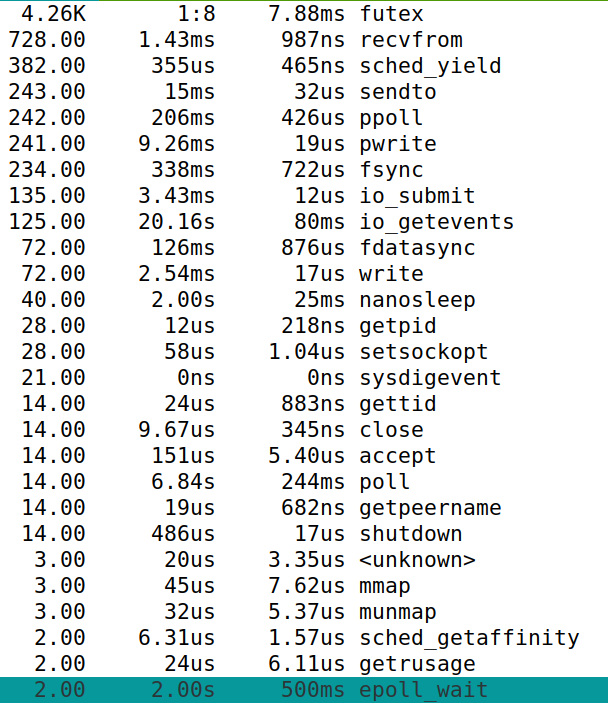 4.26K 1:8 7.88ms futex
728.00 1.43ms 987ns recvfrom
382.00 355us 465ns sched_yield
243.00 15ms 32us sendto
242.00 206ms 426us ppoll
241.00 9.26ms 19us pwrite
234.00 338ms 722us fsync
135.00 3.43ms 12us io_submit
125.00 20.16s 80ms io_getevents
72.00 126ms 876us fdatasync
72.00 2.54ms 17us write
40.00 2.00s 25ms nanosleep
28.00 12us 218ns getpid
28.00 58us 1.04us setsockopt
21.00 0ns 0ns sysdigevent
14.00 24us 883ns gettid
14.00 9.67us 345ns close
14.00 151us 5.40us accept
14.00 6.84s 244ms poll
14.00 19us 682ns getpeername
14.00 486us 17us shutdown
3.00 20us 3.35us <unknown>
3.00 45us 7.62us mmap
3.00 32us 5.37us munmap
2.00 6.31us 1.57us sched_getaffinity
2.00 24us 6.11us getrusage
2.00 2.00s 500ms epoll_wait